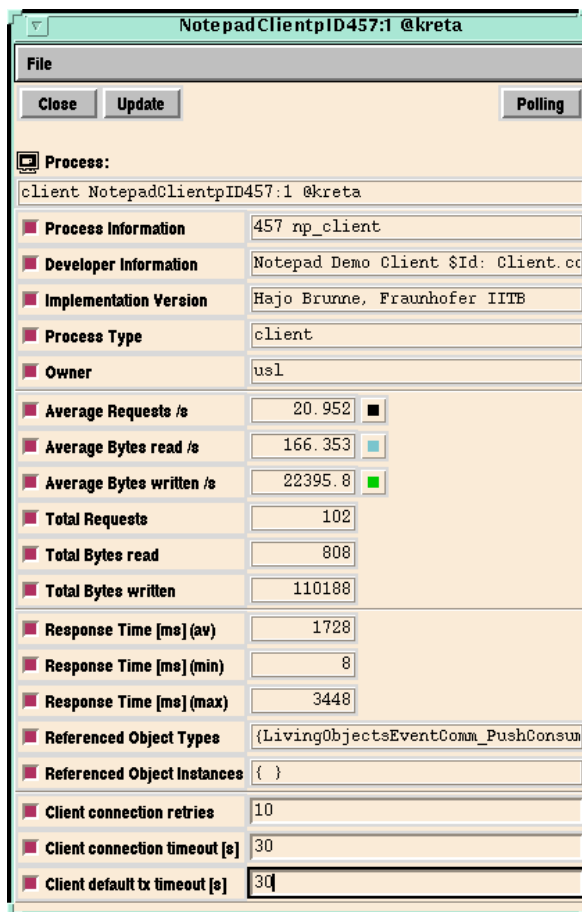 NotepadClientpID457:1 @kreta
File
Close Update Polling
Process:
client NotepadClientpID457:1 @kreta
Process Information 457 np_client
Developer Information Notepad Demo Client $Id: Client.cc
Implementation Version Hajo Brunne, Fraunhofer IITB
Process Type client
Owner usl
Average Requests /s 20.952
Average Bytes read /s 166.353
Average Bytes written /s 22395.8
Total Requests 102
Total Bytes read 808
Total Bytes written 110188
Response Time [ms] (av) 1728
Response Time [ms] (min) 8
Response Time [ms] (max) 3448
Referenced Object Types {LivingObjectsEventComm_PushConsum
Referenced Object Instances { }
Client connection retries 10
Client connection timeout [s] 30
Client default tx timeout [s] 30